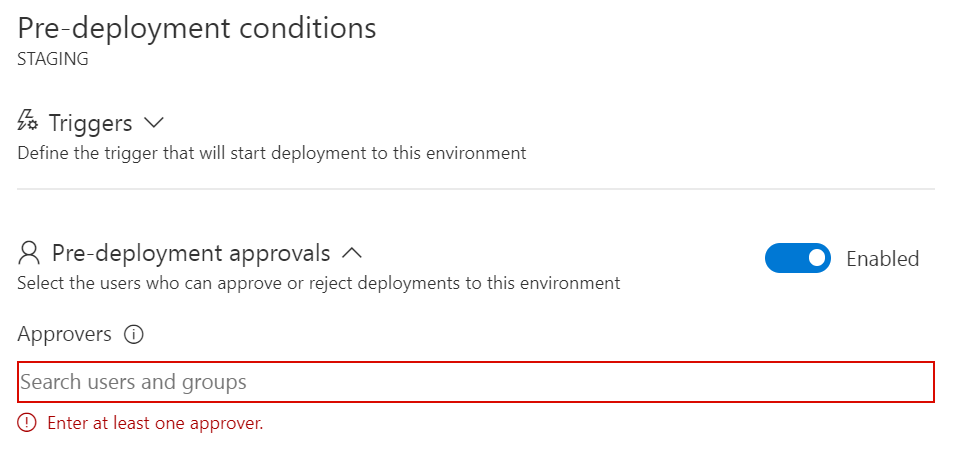 Pre-deployment conditions
STAGING
Triggers
Define the trigger that will start deployment to this environment
Pre-deployment approvals
Enabled
Select the users who can approve or reject deployments to this environment
Approvers
Search users and groups
Enter at least one approver.